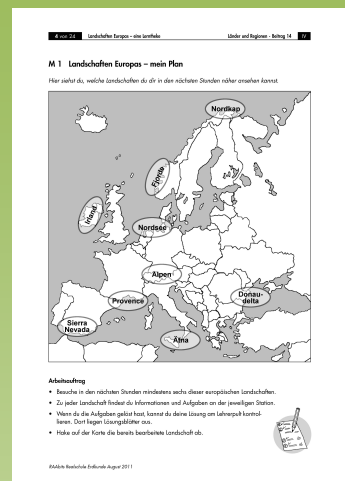 4 von 24 Landschaften Europas – eine Lerntheke Länder und Regionen · Beitrag 14 IV
M 1 Landschaften Europas – mein Plan
Hier siehst du, welche Landschaften du dir in den nächsten Stunden näher ansehen kannst.
Nordkap
Fjorde
Irland
Nordsee
Alpen
Provence
Donau-
delta
Sierra
Nevada
Ätna
Arbeitsauftrag
• Besuche in den nächsten Stunden mindestens sechs dieser europäischen Landschaften.
• Zu jeder Landschaft findest du Informationen und Aufgaben an der jeweiligen Station.
• Wenn du die Aufgaben gelöst hast, kannst du deine Lösung am Lehrerpult kontrol-
lieren. Dort liegen Lösungsblätter aus.
• Hake auf der Karte die bereits bearbeitete Landschaft ab.
RAAbits Realschule Erdkunde August 2011